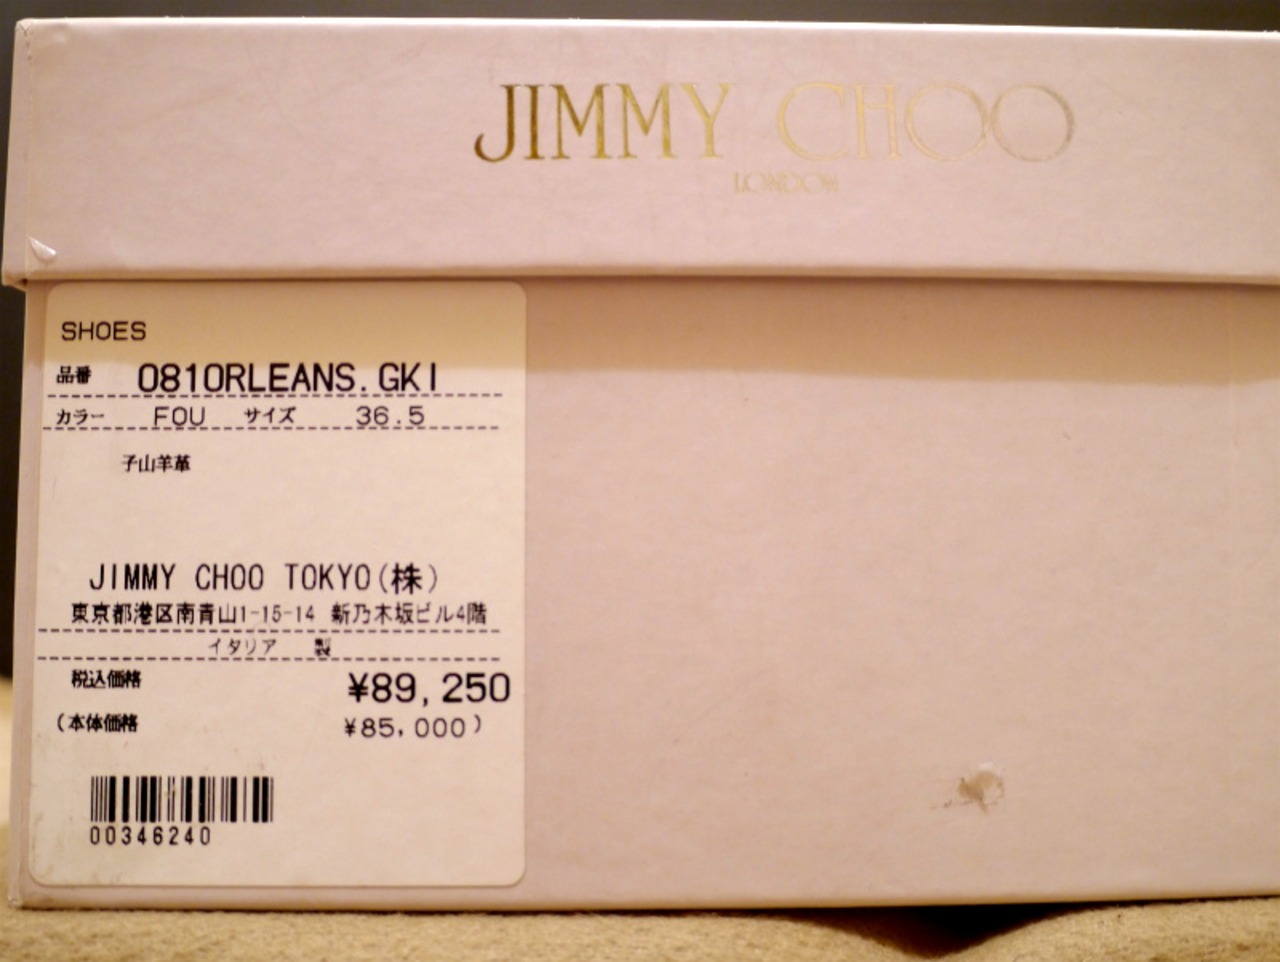 JIMMY CHOO
LONDON
SHOES
品番 081ORLEANS.GKI
カラー FOU サイズ 36.5
子山羊革
JIMMY CHOO TOKYO(株)
東京都港区南青山1-15-14 新乃木坂ビル4階
イタリア 製
税込価格 ¥89,250
(本体価格 ¥85,000)
00346240